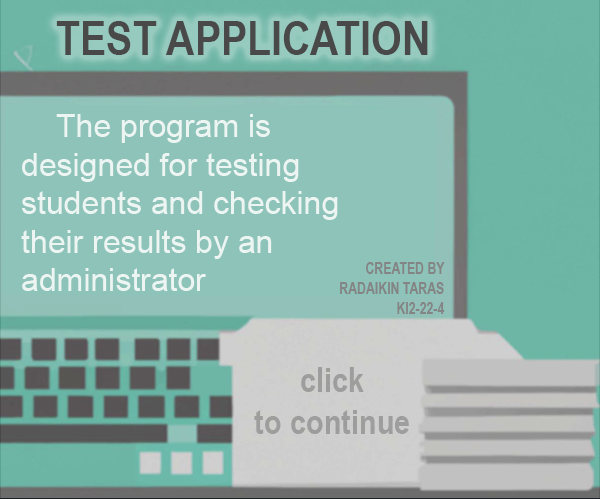 TEST APPLICATION
The program is
designed for testing
students and checking
their results by an
administrator
CREATED BY
RADAIKIN TARAS
KI2-22-4
click
to continue